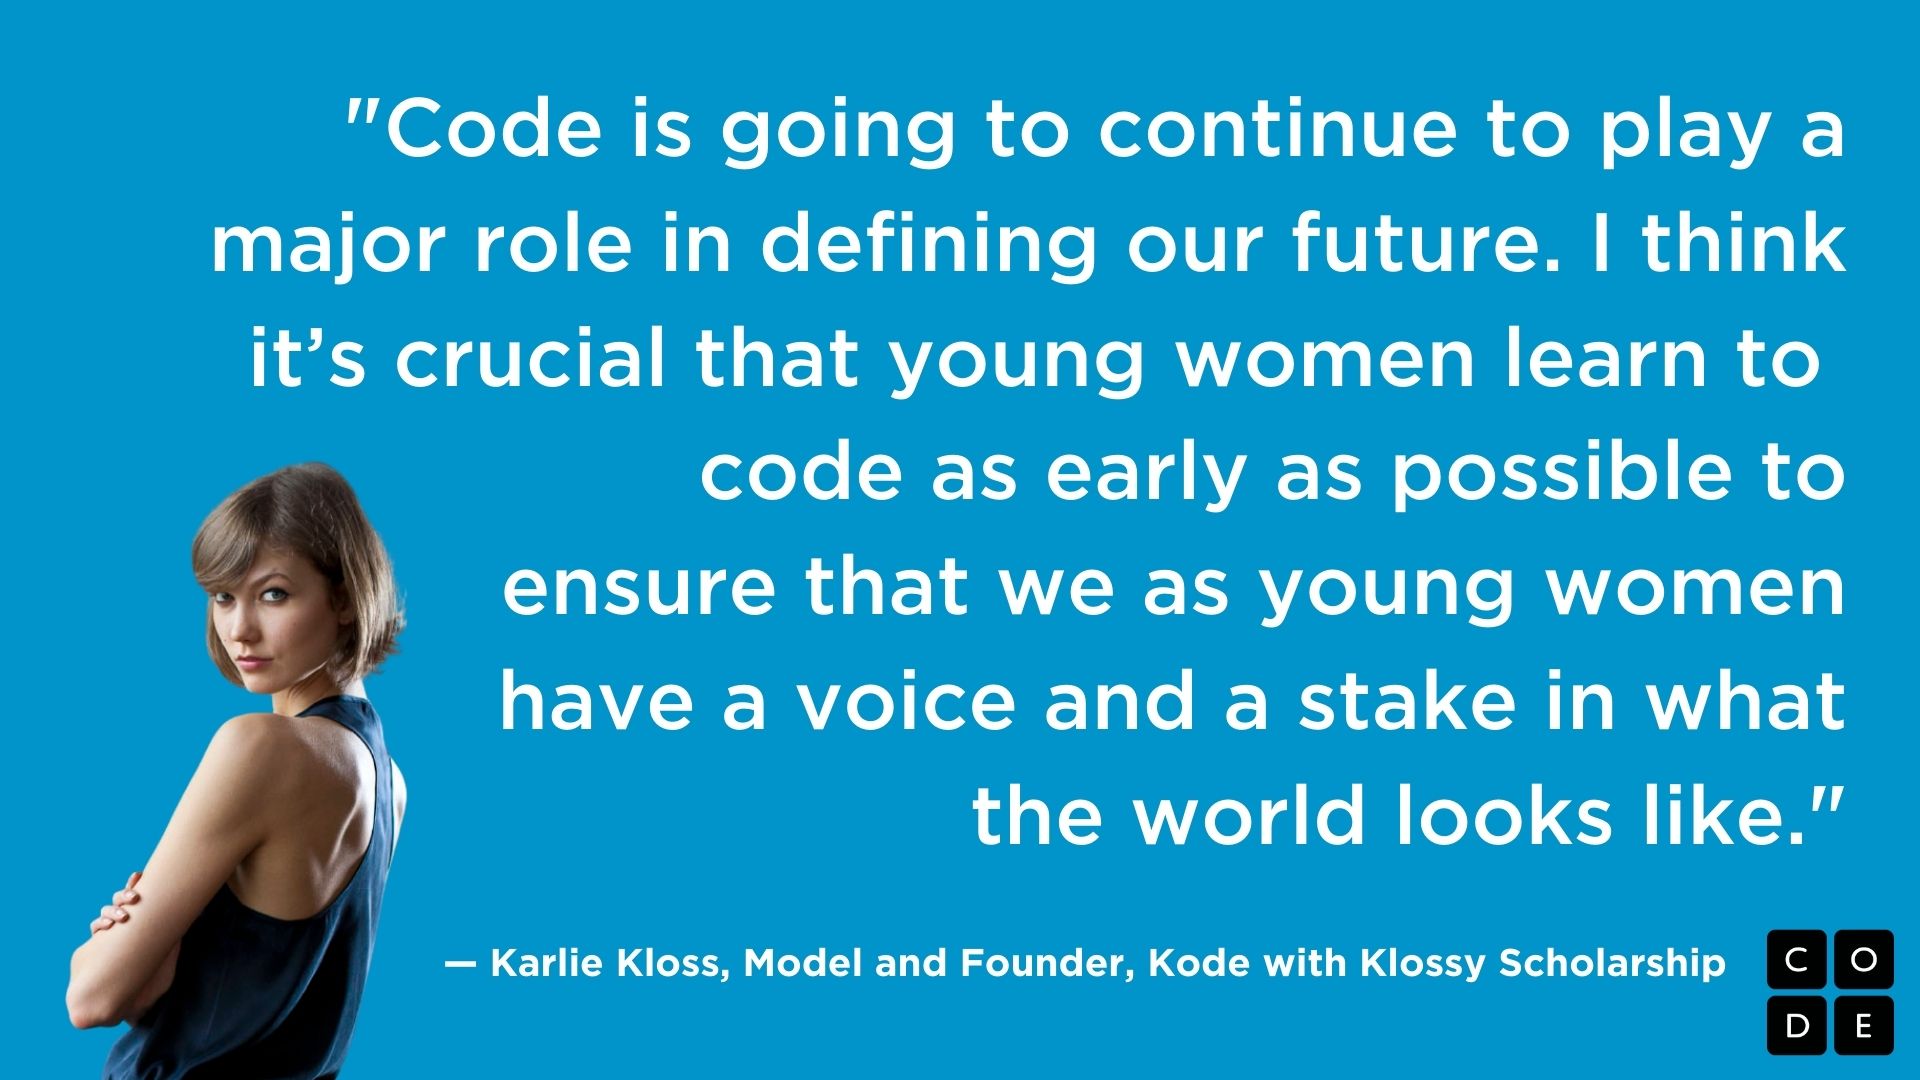 "Code is going to continue to play a
major role in defining our future. I think
it’s crucial that young women learn to
code as early as possible to
ensure that we as young women
have a voice and a stake in what
the world looks like."
— Karlie Kloss, Model and Founder, Kode with Klossy Scholarship
C O
D E